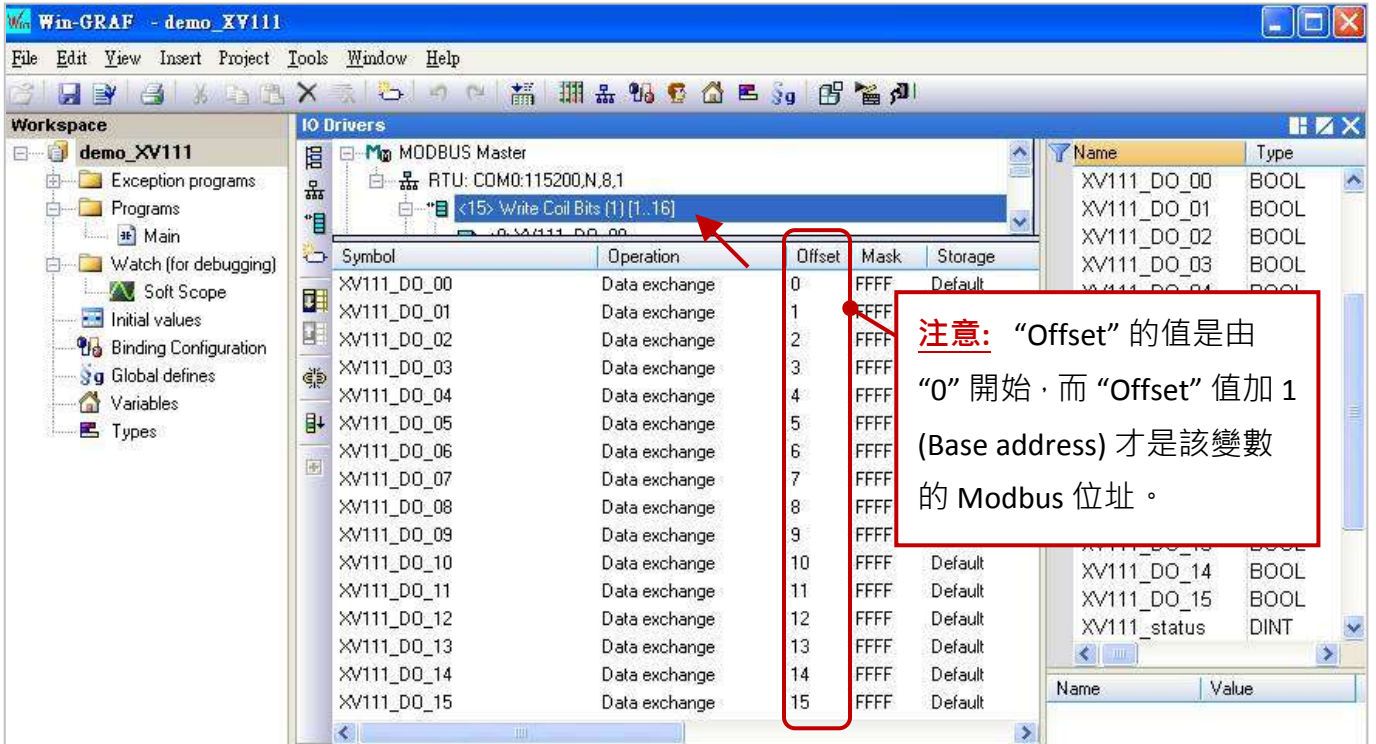 Win-GRAF - demo_XV111
File Edit View Insert Project Tools Window Help
Workspace
demo_XV111
Exception programs
Programs
Main
Watch (for debugging)
Soft Scope
Initial values
Binding Configuration
Global defines
Variables
Types
IO Drivers
MODBUS Master
RTU: COM0:115200,N,8,1
<15> Write Coil Bits (1) [1..16]
Symbol Operation Offset Mask Storage
XV111_DO_00 Data exchange 0 FFFF Default
XV111_DO_01 Data exchange 1 FFFF
XV111_DO_02 Data exchange 2 FFFF
XV111_DO_03 Data exchange 3 FFFF
XV111_DO_04 Data exchange 4 FFFF
XV111_DO_05 Data exchange 5 FFFF
XV111_DO_06 Data exchange 6 FFFF
XV111_DO_07 Data exchange 7 FFFF
XV111_DO_08 Data exchange 8 FFFF
XV111_DO_09 Data exchange 9 FFFF
XV111_DO_10 Data exchange 10 FFFF Default
XV111_DO_11 Data exchange 11 FFFF Default
XV111_DO_12 Data exchange 12 FFFF Default
XV111_DO_13 Data exchange 13 FFFF Default
XV111_DO_14 Data exchange 14 FFFF Default
XV111_DO_15 Data exchange 15 FFFF Default
注意: “Offset” 的值是由
“0” 開始，而 “Offset” 值加 1
(Base address) 才是該變數
的 Modbus 位址。
Name Type
XV111_DO_00 BOOL
XV111_DO_01 BOOL
XV111_DO_02 BOOL
XV111_DO_03 BOOL
XV111_DO_14 BOOL
XV111_DO_15 BOOL
XV111_status DINT
Name Value